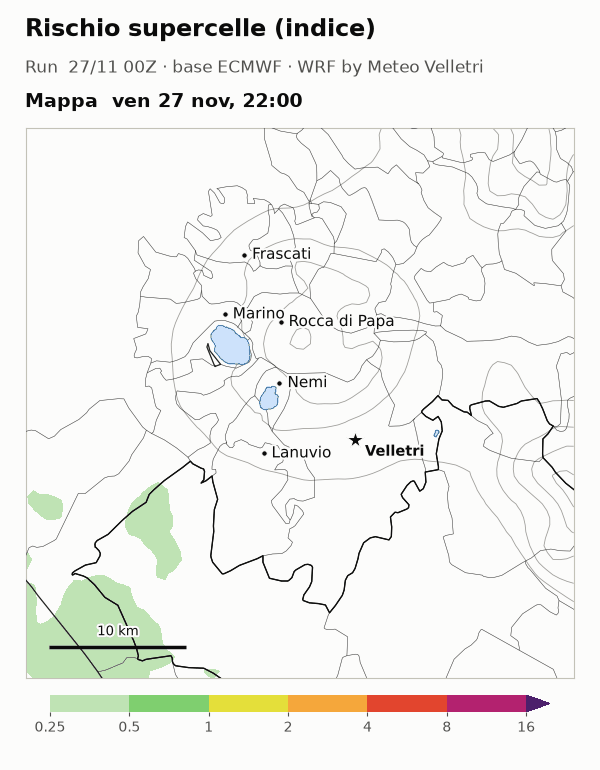 Rischio supercelle (indice)
Run  27/11 00Z · base ECMWF · WRF by Meteo Velletri
Mappa  ven 27 nov, 22:00
Frascati
Marino
Rocca di Papa
Nemi
Lanuvio
Velletri
10 km
0.25 0.5 1 2 4 8 16